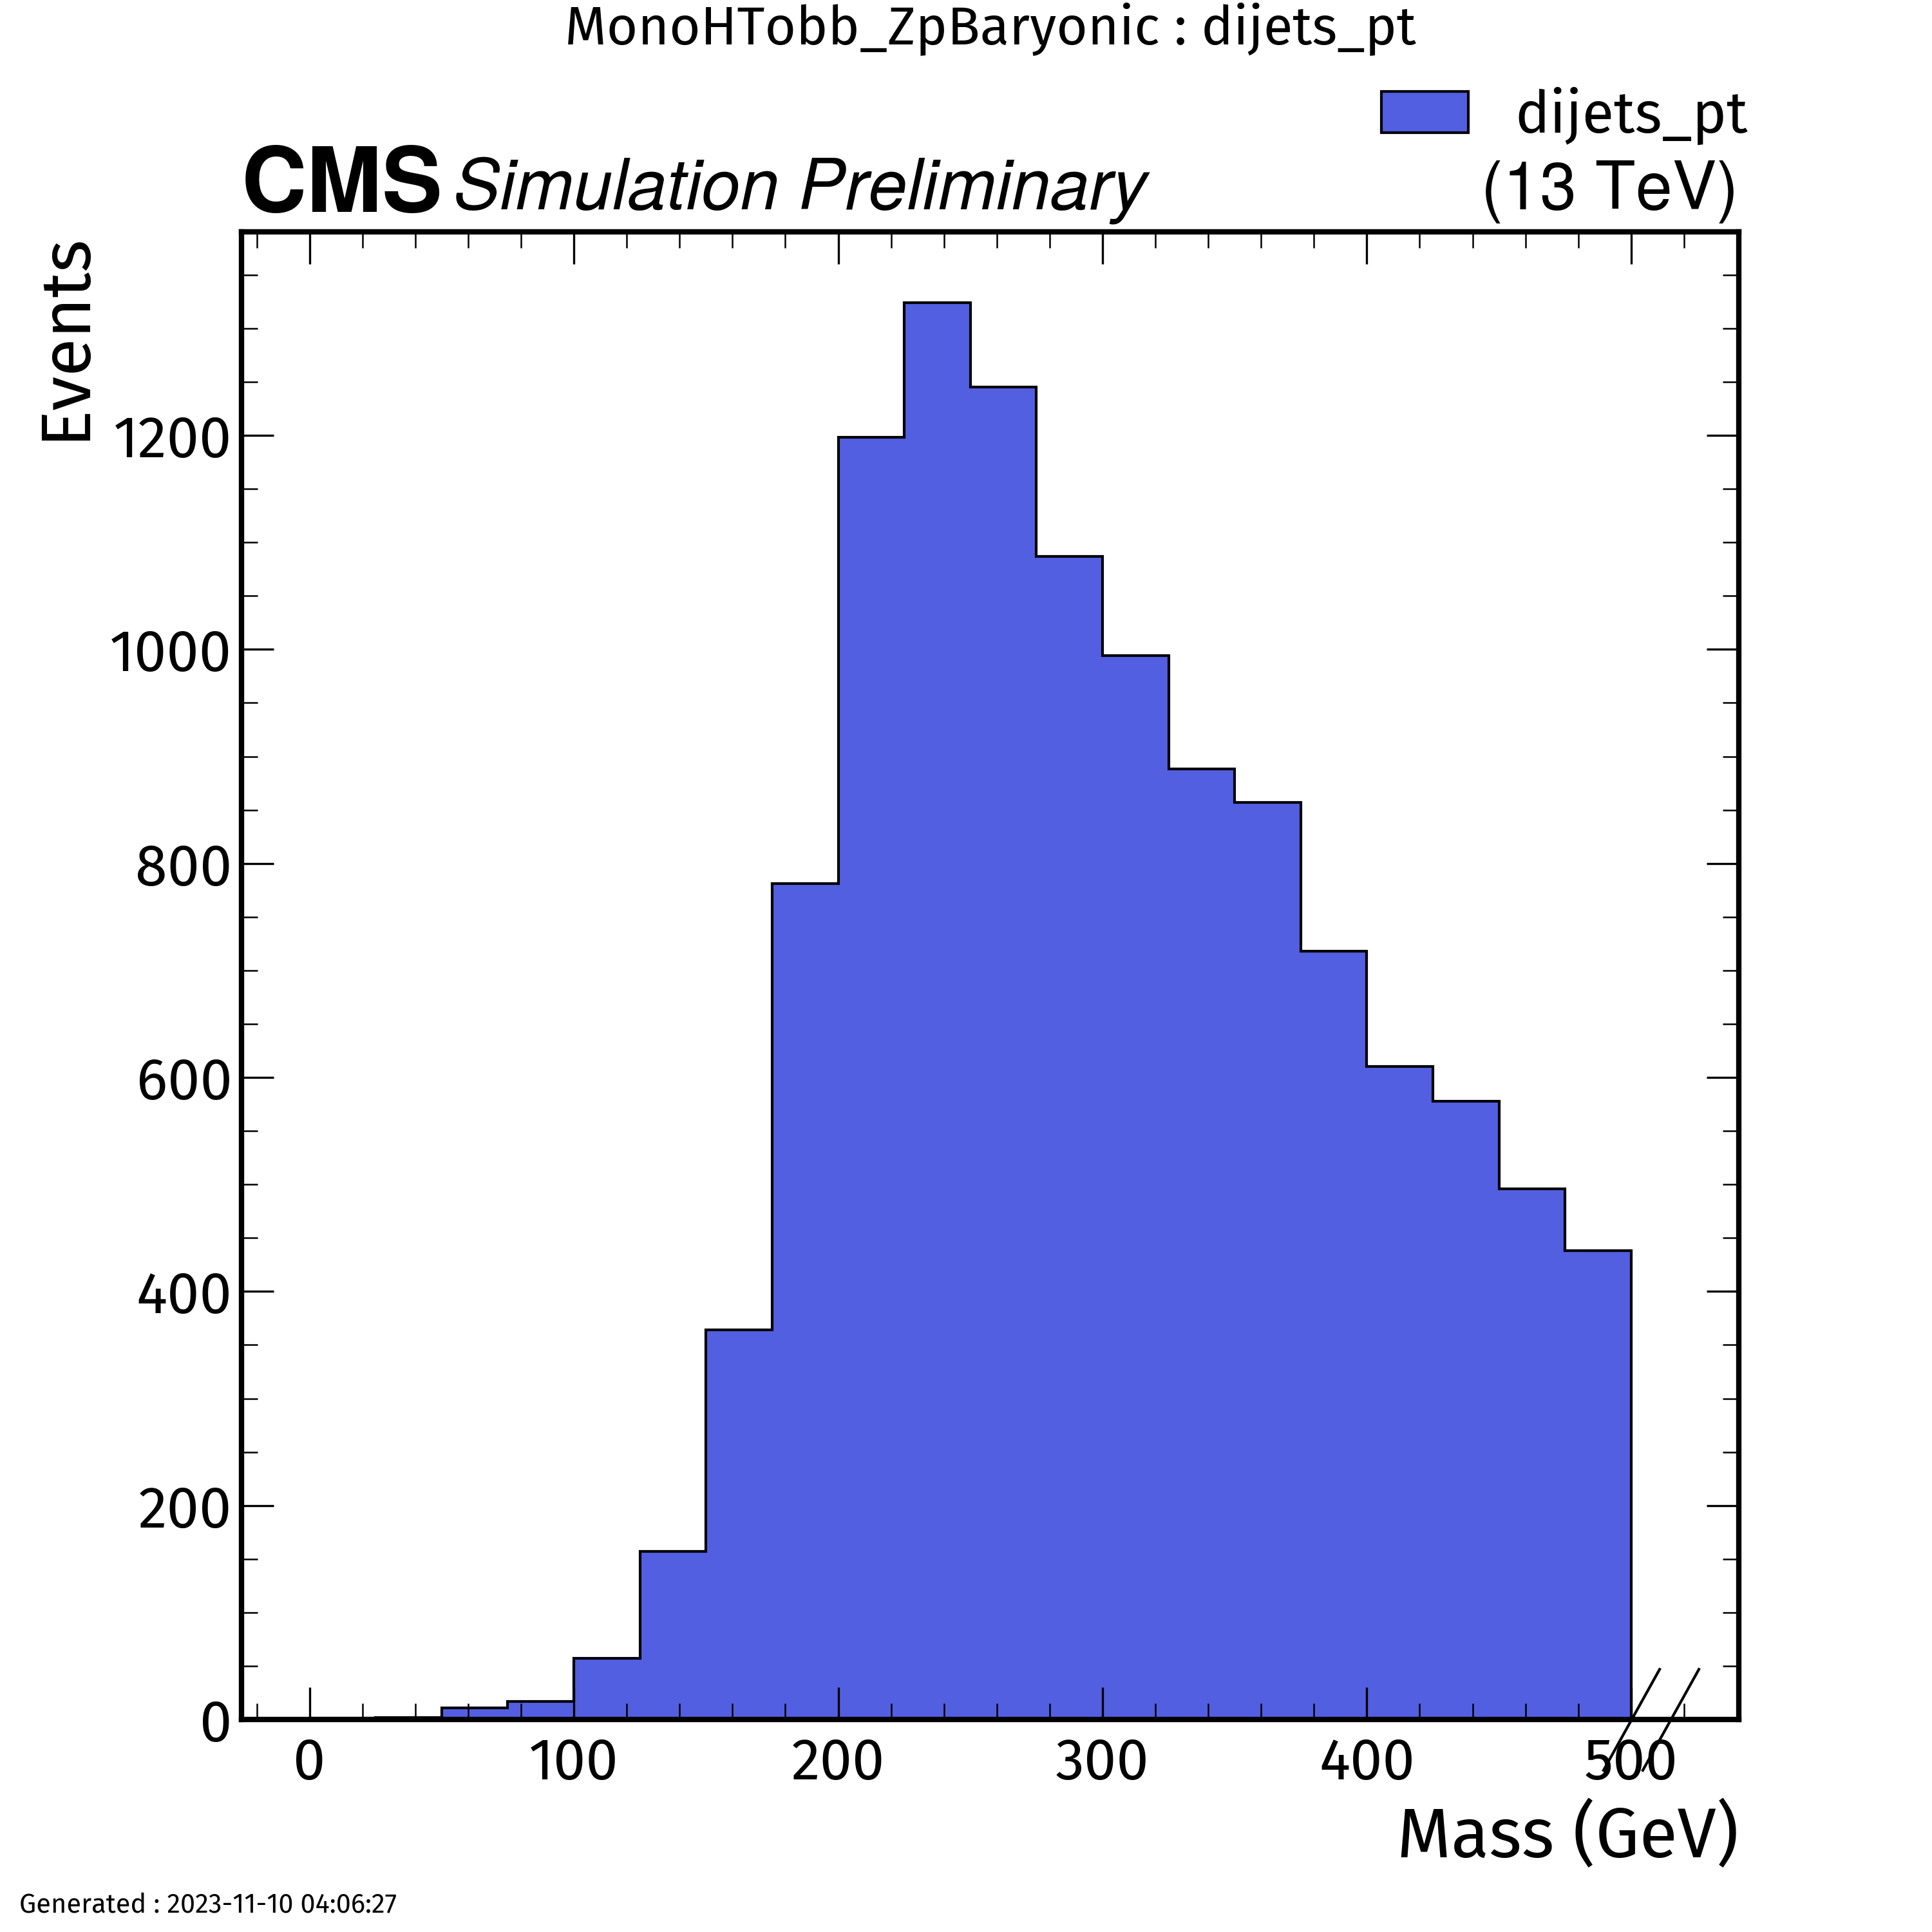 MonoHTobb_ZpBaryonic : dijets_pt
dijets_pt
CMS Simulation Preliminary (13 TeV)
Events
1200
1000
800
600
400
200
0
0 100 200 300 400 500
Mass (GeV)
Generated : 2023-11-10 04:06:27